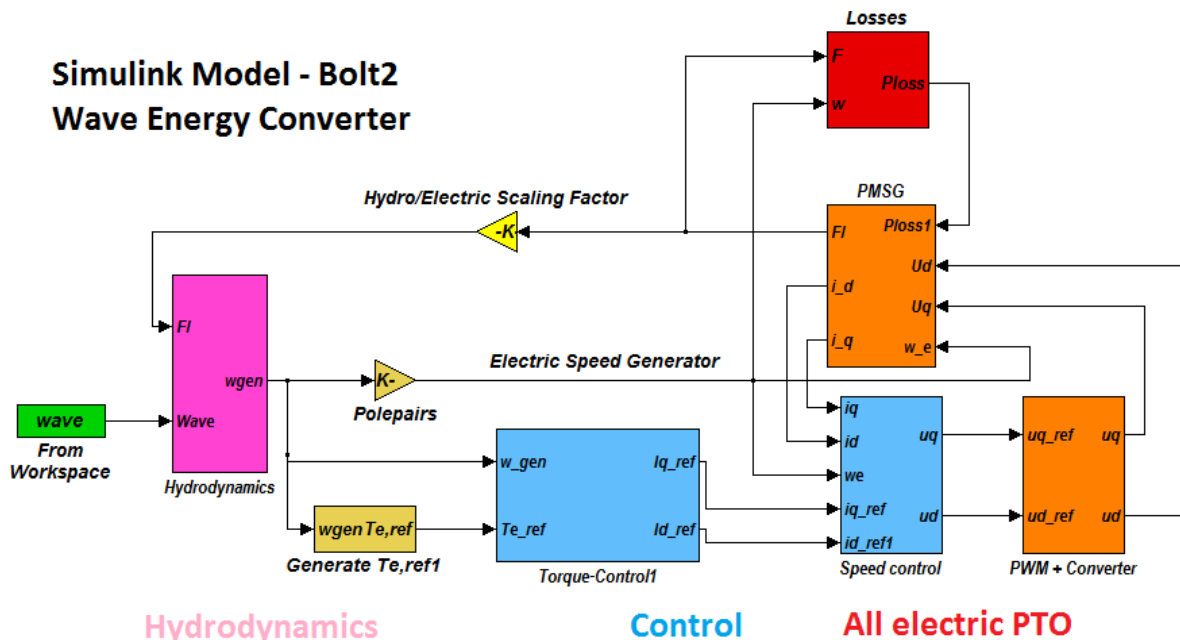 Simulink Model - Bolt2
Wave Energy Converter
Losses
F
w
Ploss
Hydro/Electric Scaling Factor
-K
PMSG
Fl
i_d
i_q
Ploss1
Ud
Uq
w_e
Fl
wgen
Wave
Hydrodynamics
wave
From
Workspace
K-
Polepairs
Electric Speed Generator
wgen Te,ref
Generate Te,ref1
w_gen
Te_ref
Iq_ref
Id_ref
Torque-Control1
iq
id
we
iq_ref
id_ref1
uq
ud
Speed control
uq_ref
ud_ref
uq
ud
PWM + Converter
Hydrodynamics
Control
All electric PTO